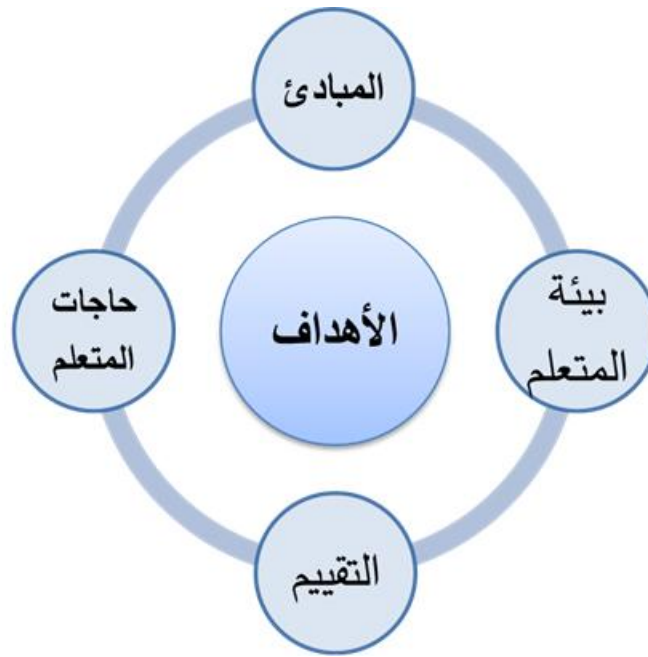 المبادئ
بيئة
المتعلم
الأهداف
حاجات
المتعلم
التقييم